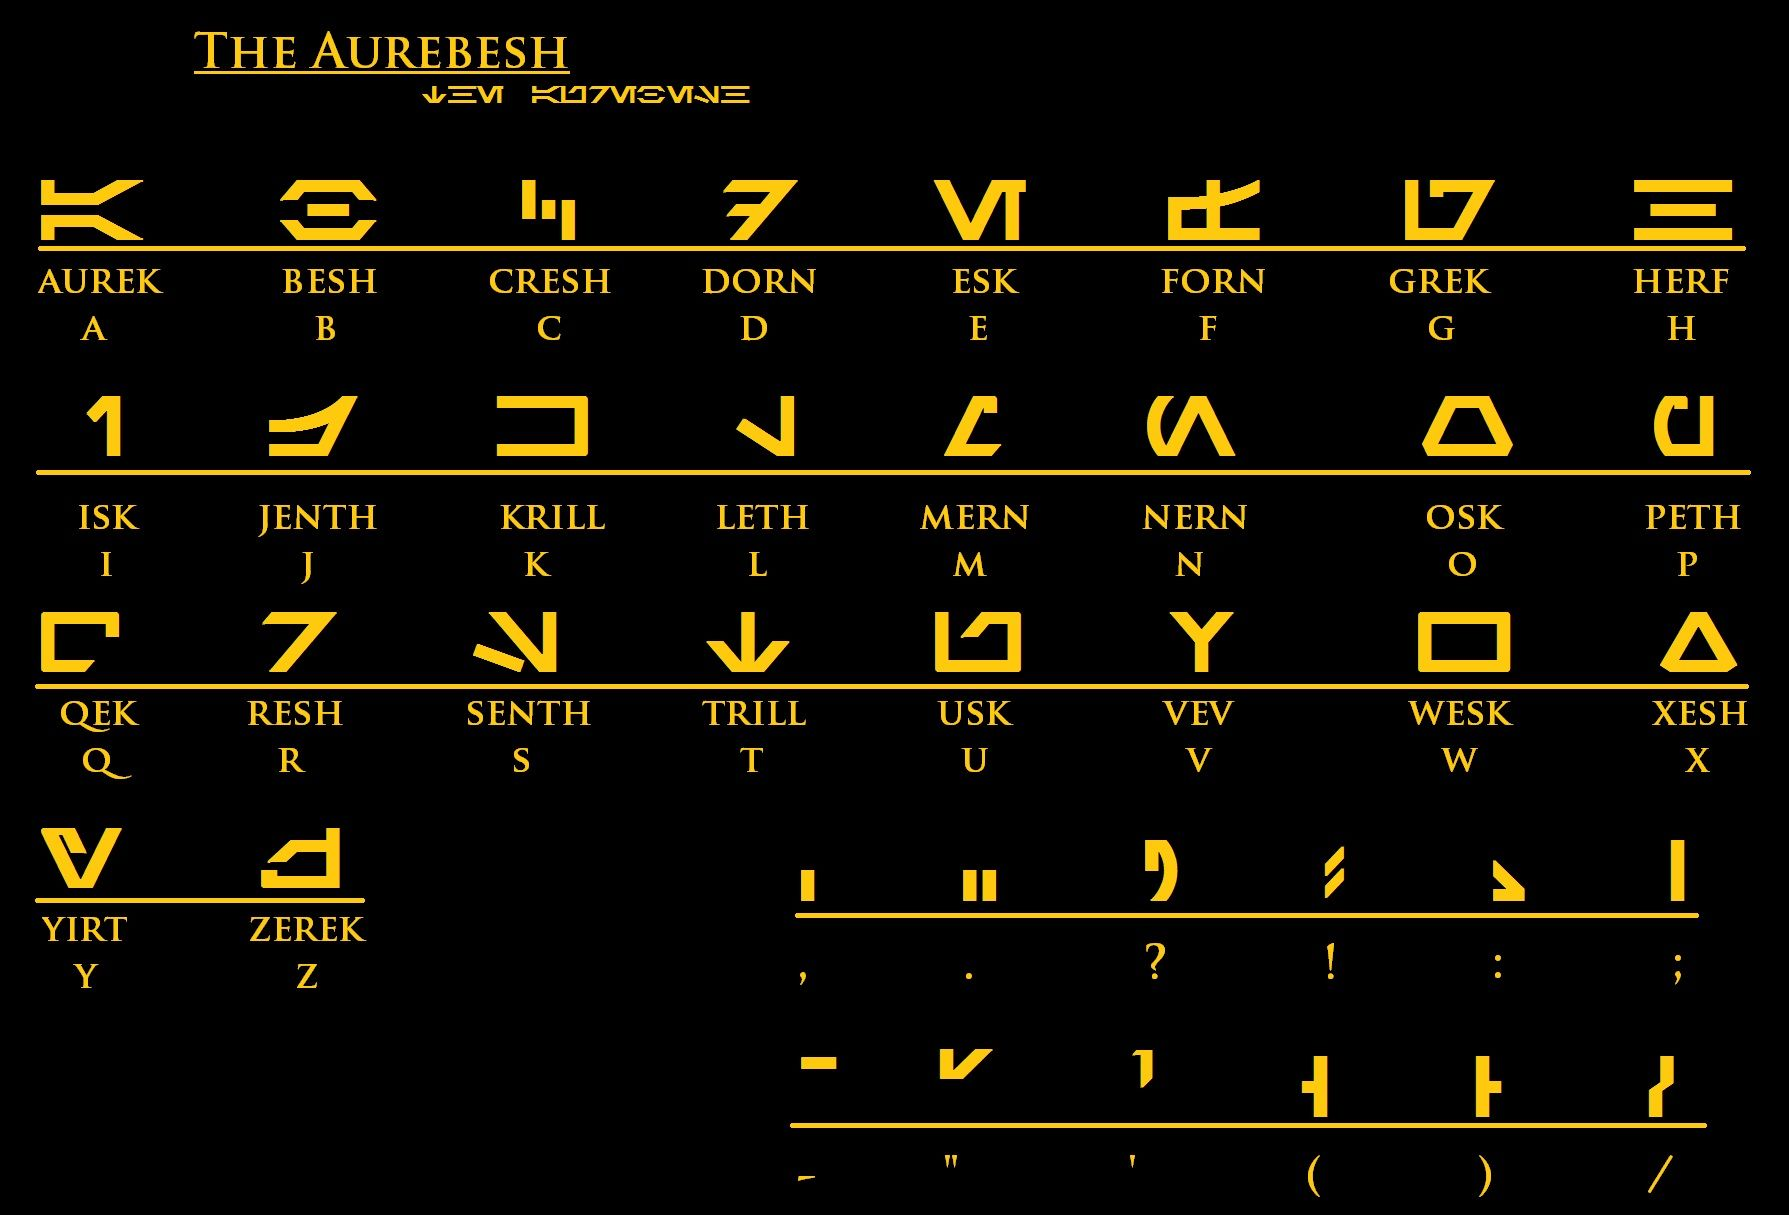 THE AUREBESH
AUREK BESH CRESH DORN ESK FORN GREK HERF
A B C D E F G H
ISK JENTH KRILL LETH MERN NERN OSK PETH
I J K L M N O P
QEK RESH SENTH TRILL USK VEV WESK XESH
Q R S T U V W X
YIRT ZEREK
Y Z
, . ? ! : ;
- " ' ( ) /